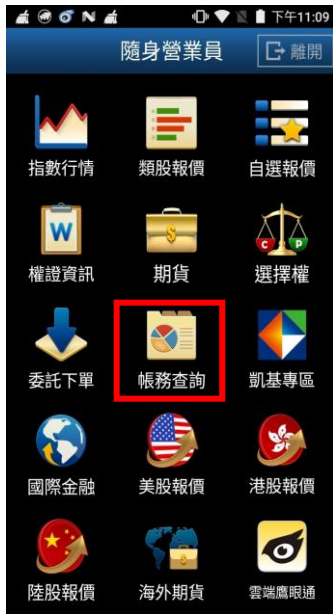 下午11:09
隨身營業員
離開
指數行情 類股報價 自選報價
W $ C P
權證資訊 期貨 選擇權
委託下單 帳務查詢 凱基專區
國際金融 美股報價 港股報價
陸股報價 海外期貨 雲端鷹眼通